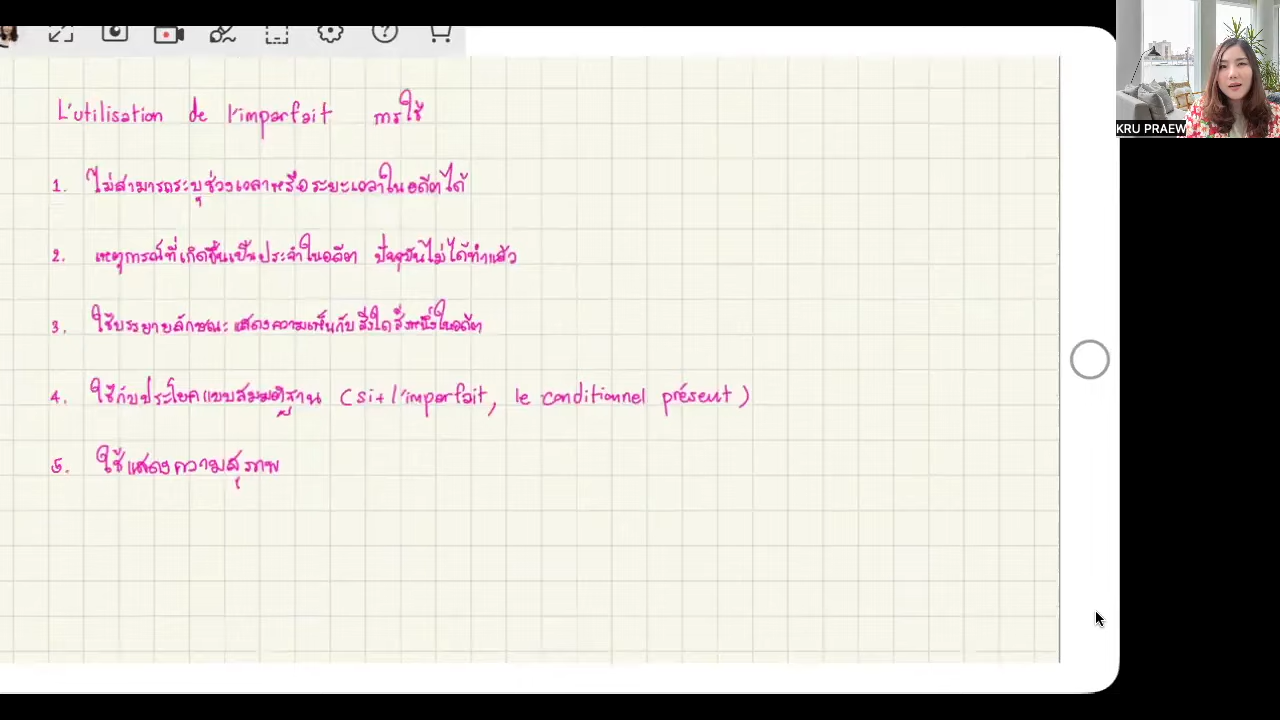 KRU PRAEW
L'utilisation de l'imparfait การใช้
1. ไม่สามารถระบุช่วงเวลาหรือระยะเวลาในอดีตได้
2. เหตุการณ์ที่เกิดขึ้นเป็นประจำในอดีต ปัจจุบันไม่ได้ทำแล้ว
3. ใช้บรรยายลักษณะ แสดงความเห็นกับสิ่งใดสิ่งหนึ่งในอดีต
4. ใช้กับประโยคแบบสมมติฐาน (si+ l'imparfait, le conditionnel présent)
5. ใช้แสดงความสุภาพ